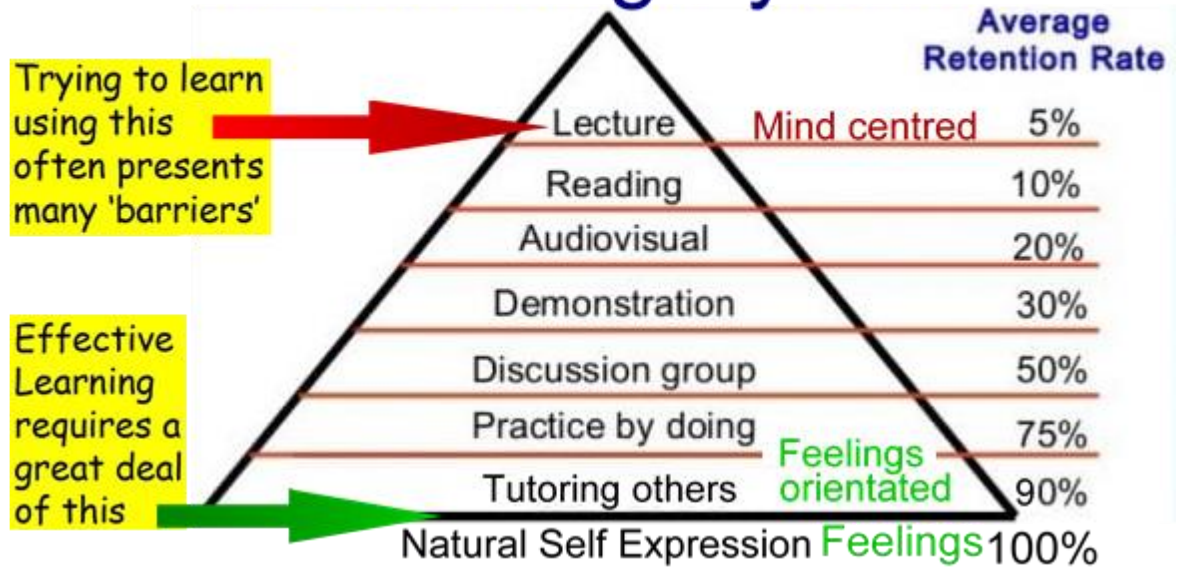 Average
Retention Rate
Trying to learn
using this
often presents
many 'barriers'
Lecture Mind centred 5%
Reading 10%
Audiovisual 20%
Demonstration 30%
Effective
Learning
requires a
great deal
of this
Discussion group 50%
Practice by doing 75%
Feelings
orientated
Tutoring others 90%
Natural Self Expression Feelings 100%